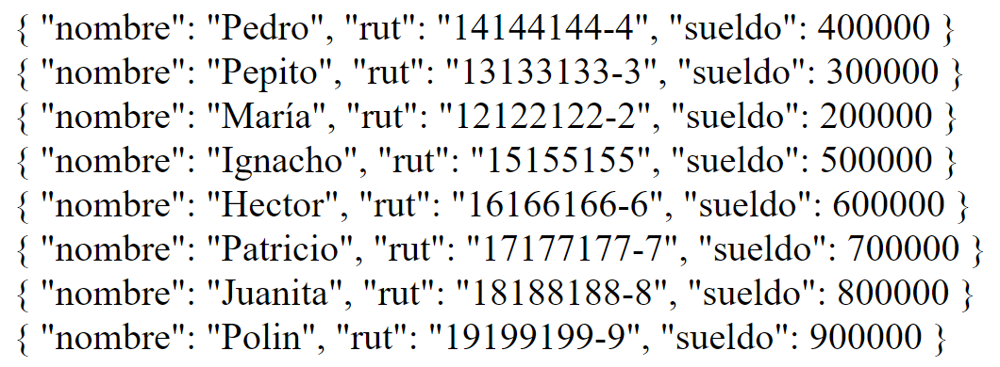 { "nombre": "Pedro", "rut": "14144144-4", "sueldo": 400000 }
{ "nombre": "Pepito", "rut": "13133133-3", "sueldo": 300000 }
{ "nombre": "María", "rut": "12122122-2", "sueldo": 200000 }
{ "nombre": "Ignacho", "rut": "15155155", "sueldo": 500000 }
{ "nombre": "Hector", "rut": "16166166-6", "sueldo": 600000 }
{ "nombre": "Patricio", "rut": "17177177-7", "sueldo": 700000 }
{ "nombre": "Juanita", "rut": "18188188-8", "sueldo": 800000 }
{ "nombre": "Polin", "rut": "19199199-9", "sueldo": 900000 }